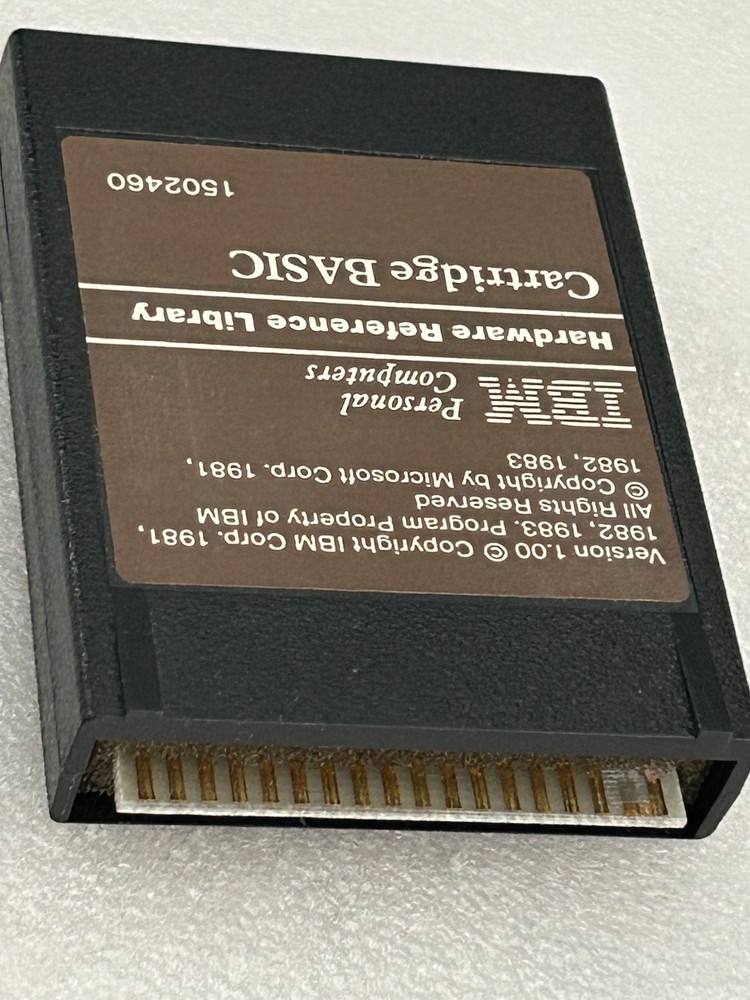 Version 1.00 © Copyright IBM Corp. 1981,
1982, 1983. Program Property of IBM
All Rights Reserved
© Copyright by Microsoft Corp. 1981,
1982, 1983
IBM Personal
Computers
Hardware Reference Library
Cartridge BASIC
1502460